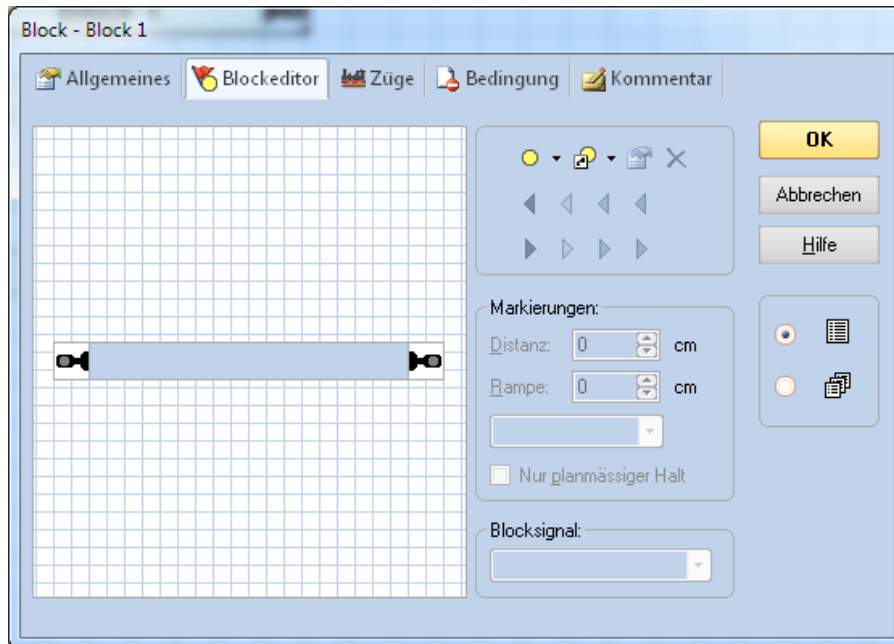 Block - Block 1
Allgemeines Blockeditor Züge Bedingung Kommentar
OK
Abbrechen
Hilfe
Markierungen:
Distanz: 0 cm
Rampe: 0 cm
Nur planmässiger Halt
Blocksignal: